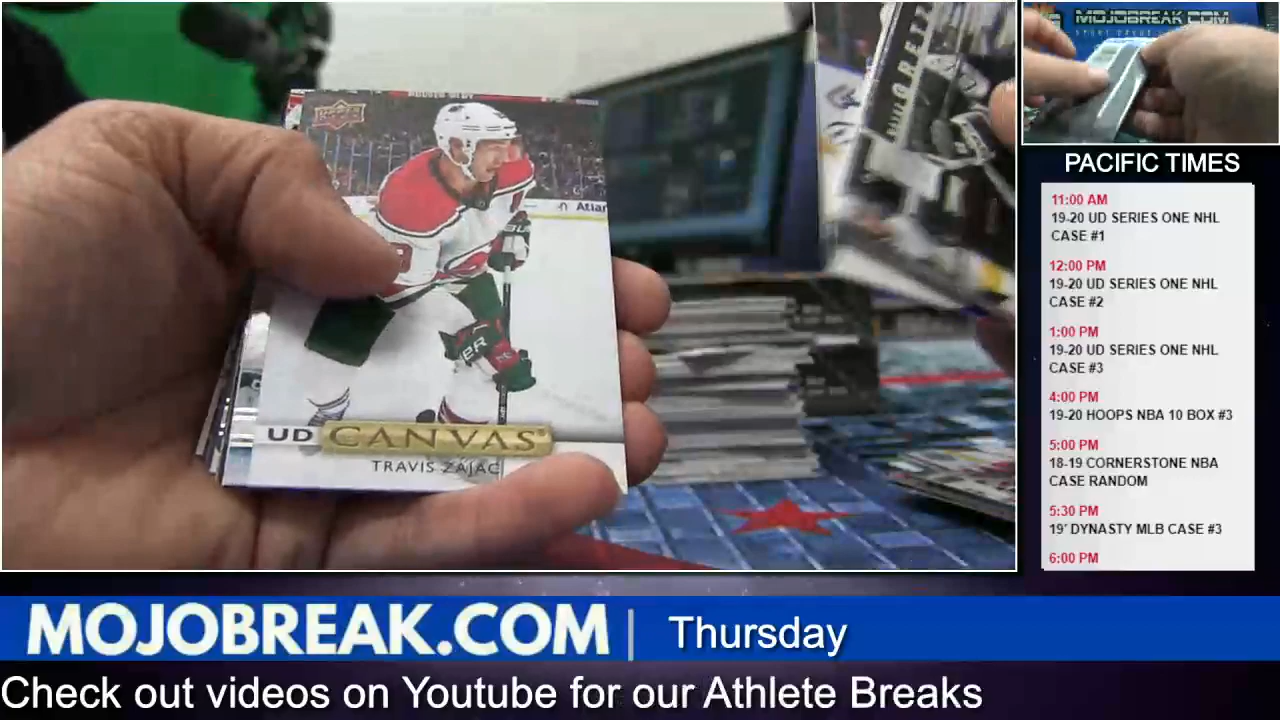 MOJOBREAK.COM
Atlan
UD CANVAS
TRAVIS ZAJAC
PACIFIC TIMES
11:00 AM
19-20 UD SERIES ONE NHL
CASE #1
12:00 PM
19-20 UD SERIES ONE NHL
CASE #2
1:00 PM
19-20 UD SERIES ONE NHL
CASE #3
4:00 PM
19-20 HOOPS NBA 10 BOX #3
5:00 PM
18-19 CORNERSTONE NBA
CASE RANDOM
5:30 PM
19' DYNASTY MLB CASE #3
6:00 PM
MOJOBREAK.COM | Thursday
Check out videos on Youtube for our Athlete Breaks